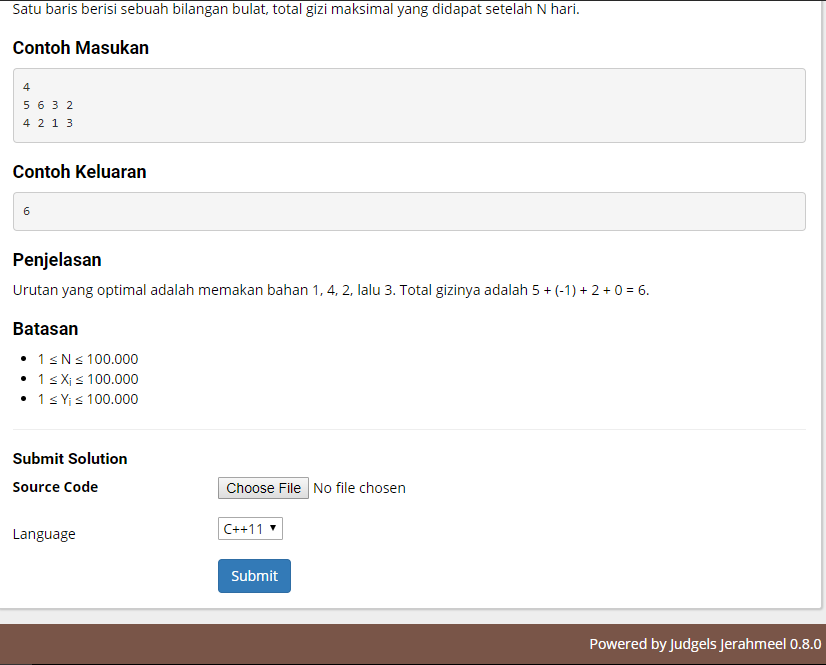 Satu baris berisi sebuah bilangan bulat, total gizi maksimal yang didapat setelah N hari.
Contoh Masukan
4
5 6 3 2
4 2 1 3
Contoh Keluaran
6
Penjelasan
Urutan yang optimal adalah memakan bahan 1, 4, 2, lalu 3. Total gizinya adalah 5 + (-1) + 2 + 0 = 6.
Batasan
• 1 ≤ N ≤ 100.000
• 1 ≤ Xi ≤ 100.000
• 1 ≤ Yi ≤ 100.000
Submit Solution
Source Code Choose File No file chosen
Language C++11 ▼
Submit
Powered by Judgels Jerahmeel 0.8.0